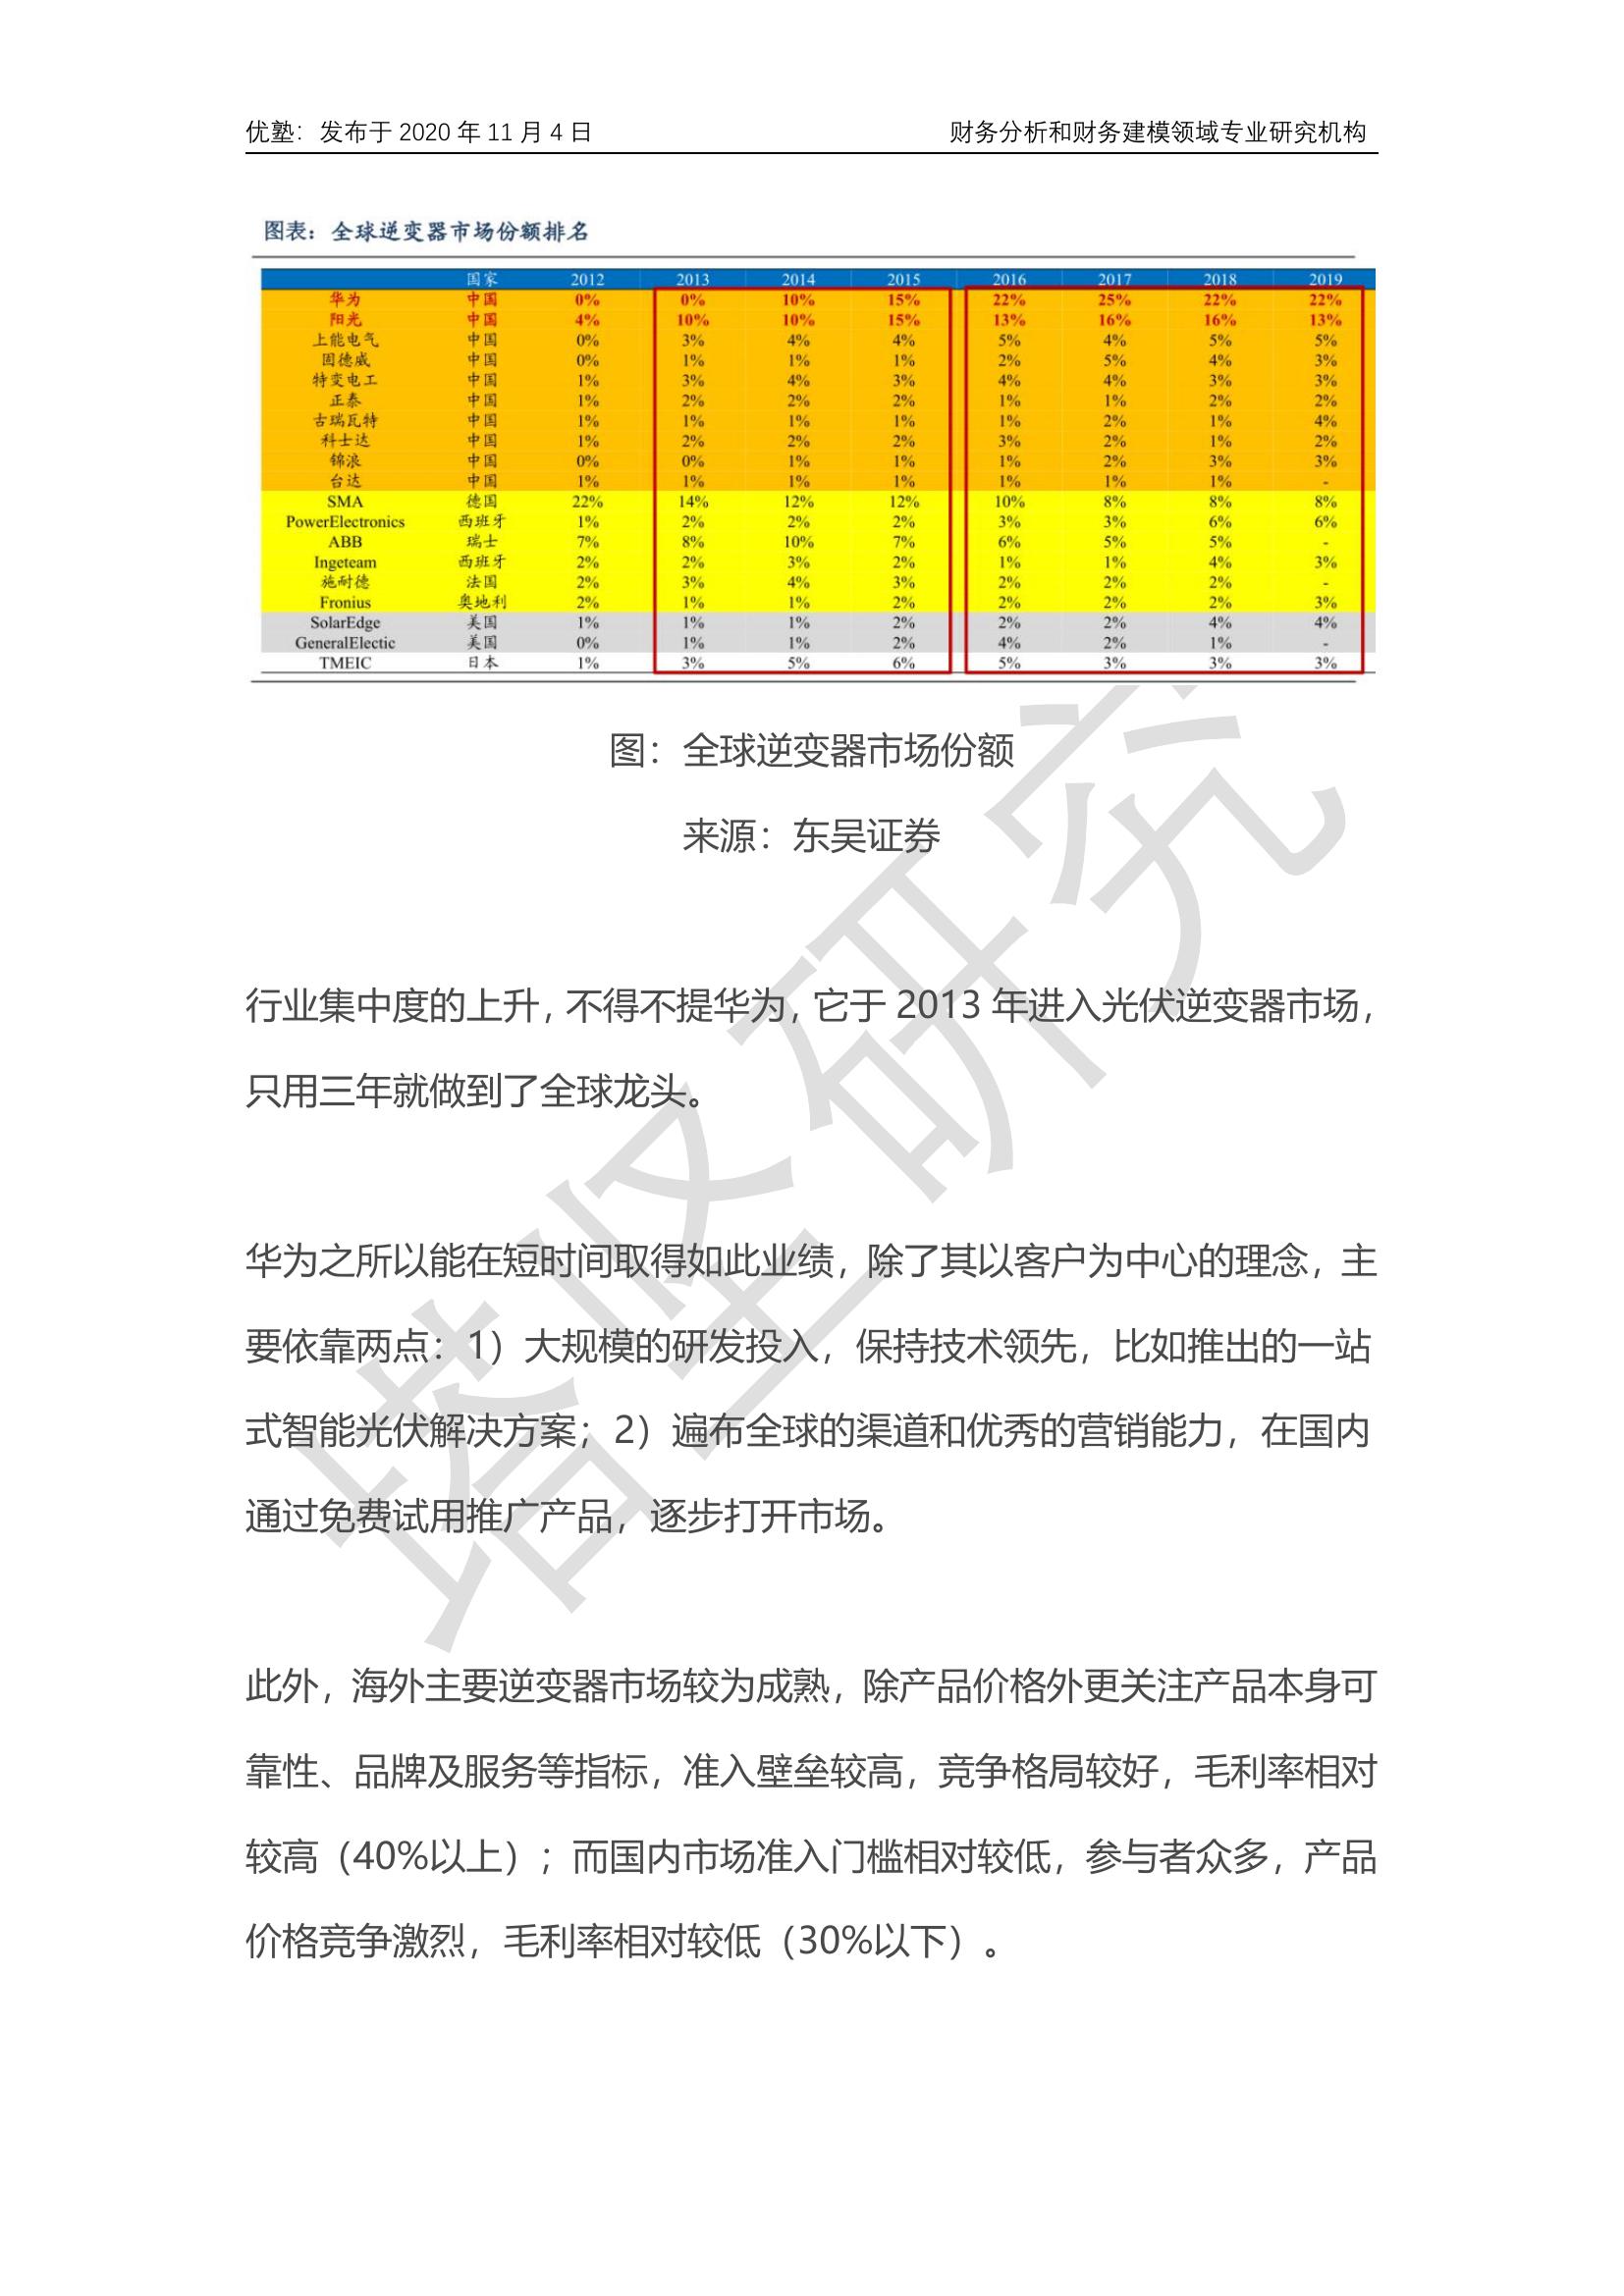 优塾：发布于 2020 年 11 月 4 日 财务分析和财务建模领域专业研究机构
图表：全球逆变器市场份额排名
国家 2012 2013 2014 2015 2016 2017 2018 2019
华为 中国 0% 0% 10% 15% 22% 25% 22% 22%
阳光 中国 4% 10% 10% 15% 13% 16% 16% 13%
上能电气 中国 0% 3% 4% 4% 5% 4% 5% 5%
固德威 中国 0% 1% 1% 1% 2% 5% 4% 3%
特变电工 中国 1% 3% 4% 3% 4% 4% 3% 3%
正泰 中国 1% 2% 2% 2% 1% 1% 2% 2%
古瑞瓦特 中国 1% 1% 1% 1% 1% 2% 1% 4%
科士达 中国 1% 2% 2% 2% 3% 2% 1% 2%
锦浪 中国 0% 0% 1% 1% 1% 2% 3% 3%
台达 中国 1% 1% 1% 1% 1% 1% 1% -
SMA 德国 22% 14% 12% 12% 10% 8% 8% 8%
PowerElectronics 西班牙 1% 2% 2% 2% 3% 3% 6% 6%
ABB 瑞士 7% 8% 10% 7% 6% 5% 5% -
Ingeteam 西班牙 2% 2% 3% 2% 1% 1% 4% 3%
施耐德 法国 2% 3% 4% 3% 2% 2% 2% -
Fronius 奥地利 2% 1% 1% 2% 2% 2% 2% 3%
SolarEdge 美国 1% 1% 1% 2% 2% 2% 4% 4%
GeneralElectic 美国 0% 1% 1% 2% 4% 2% 1% -
TMEIC 日本 1% 3% 5% 6% 5% 3% 3% 3%
图：全球逆变器市场份额
来源：东吴证券
行业集中度的上升，不得不提华为，它于 2013 年进入光伏逆变器市场，
只用三年就做到了全球龙头。
华为之所以能在短时间取得如此业绩，除了其以客户为中心的理念，主
要依靠两点：1）大规模的研发投入，保持技术领先，比如推出的一站
式智能光伏解决方案；2）遍布全球的渠道和优秀的营销能力，在国内
通过免费试用推广产品，逐步打开市场。
此外，海外主要逆变器市场较为成熟，除产品价格外更关注产品本身可
靠性、品牌及服务等指标，准入壁垒较高，竞争格局较好，毛利率相对
较高（40%以上）；而国内市场准入门槛相对较低，参与者众多，产品
价格竞争激烈，毛利率相对较低（30%以下）。
塔坚研究